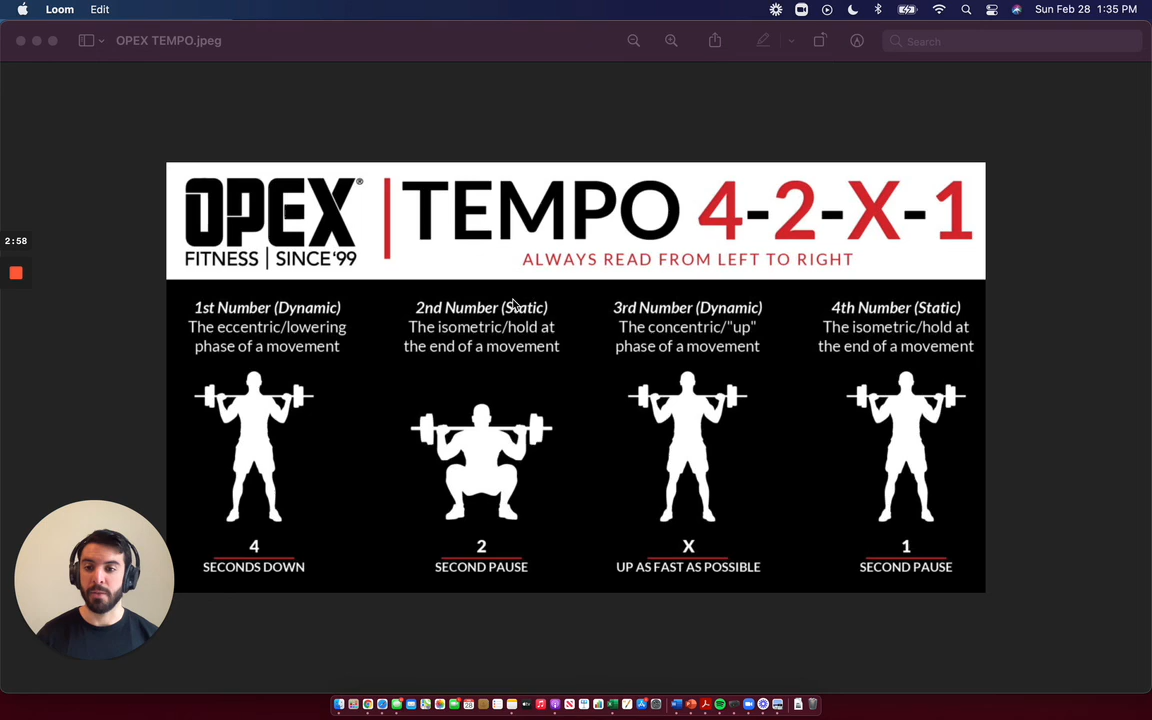 Loom Edit
Sun Feb 28 1:35 PM
OPEX TEMPO.jpeg
Search
OPEX®
FITNESS | SINCE '99
TEMPO 4-2-X-1
ALWAYS READ FROM LEFT TO RIGHT
2:58
1st Number (Dynamic)
The eccentric/lowering
phase of a movement
4
SECONDS DOWN
2nd Number (Static)
The isometric/hold at
the end of a movement
2
SECOND PAUSE
3rd Number (Dynamic)
The concentric/"up"
phase of a movement
X
UP AS FAST AS POSSIBLE
4th Number (Static)
The isometric/hold at
the end of a movement
1
SECOND PAUSE